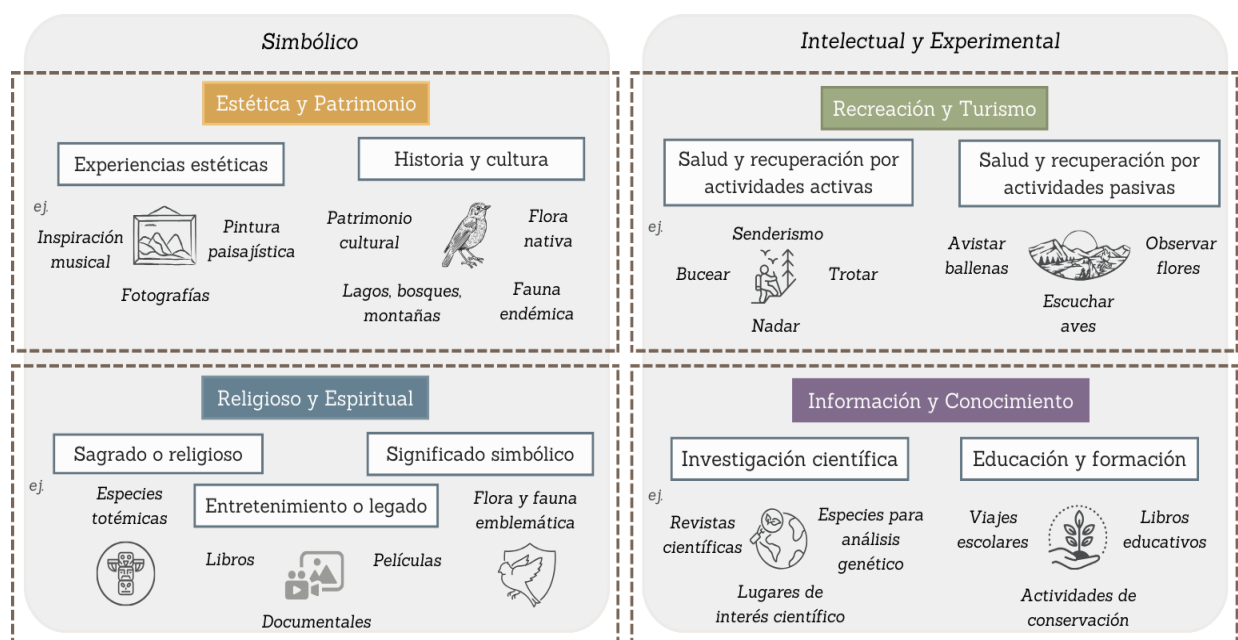 Simbólico
Estética y Patrimonio
Experiencias estéticas
ej.
Inspiración
musical
Pintura
paisajística
Fotografías
Historia y cultura
Patrimonio
cultural
Flora
nativa
Lagos, bosques,
montañas
Fauna
endémica
Intelectual y Experimental
Recreación y Turismo
Salud y recuperación por
actividades activas
ej.
Senderismo
Bucear
Trotar
Nadar
Salud y recuperación por
actividades pasivas
Avistar
ballenas
Observar
flores
Escuchar
aves
Religioso y Espiritual
Sagrado o religioso
ej.
Especies
totémicas
Entretenimiento o legado
Libros
Películas
Documentales
Significado simbólico
Flora y fauna
emblemática
Información y Conocimiento
Investigación científica
ej.
Revistas
científicas
Especies para
análisis
genético
Lugares de
interés científico
Educación y formación
Viajes
escolares
Libros
educativos
Actividades de
conservación